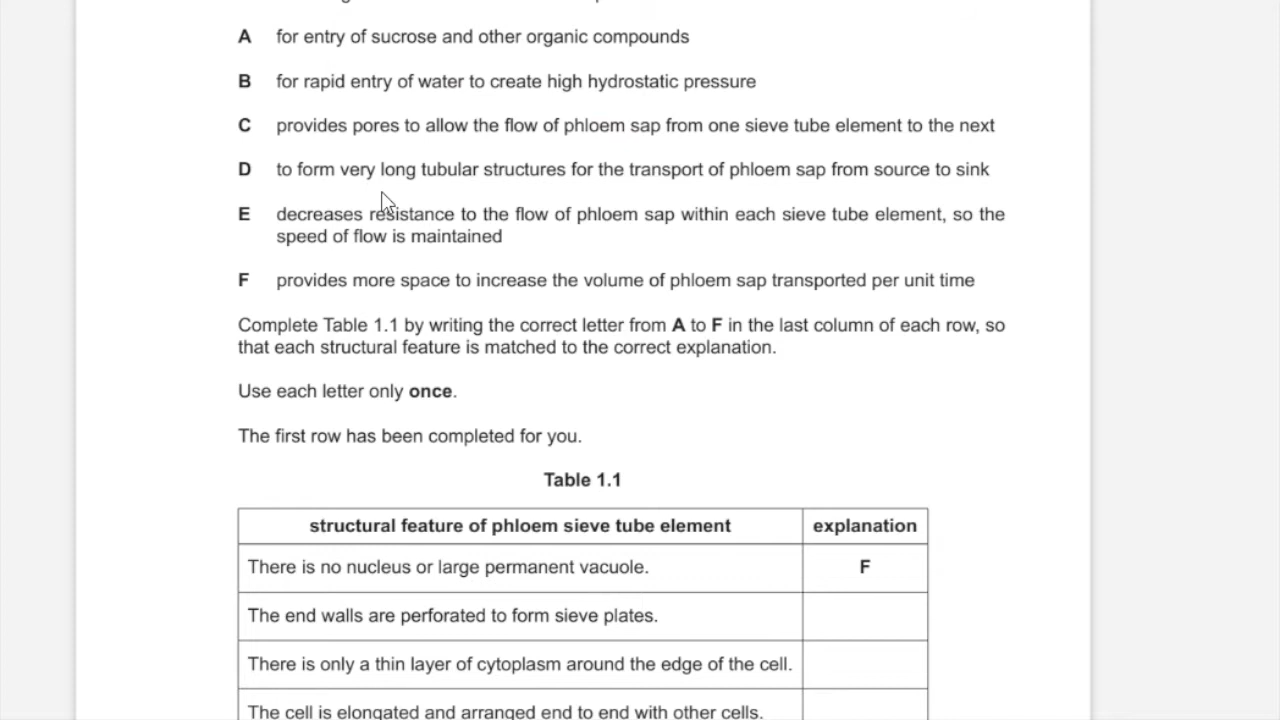 A for entry of sucrose and other organic compounds
B for rapid entry of water to create high hydrostatic pressure
C provides pores to allow the flow of phloem sap from one sieve tube element to the next
D to form very long tubular structures for the transport of phloem sap from source to sink
E decreases resistance to the flow of phloem sap within each sieve tube element, so the
speed of flow is maintained
F provides more space to increase the volume of phloem sap transported per unit time
Complete Table 1.1 by writing the correct letter from A to F in the last column of each row, so
that each structural feature is matched to the correct explanation.
Use each letter only once.
The first row has been completed for you.
Table 1.1
structural feature of phloem sieve tube element explanation
There is no nucleus or large permanent vacuole. F
The end walls are perforated to form sieve plates.
There is only a thin layer of cytoplasm around the edge of the cell.
The cell is elongated and arranged end to end with other cells.